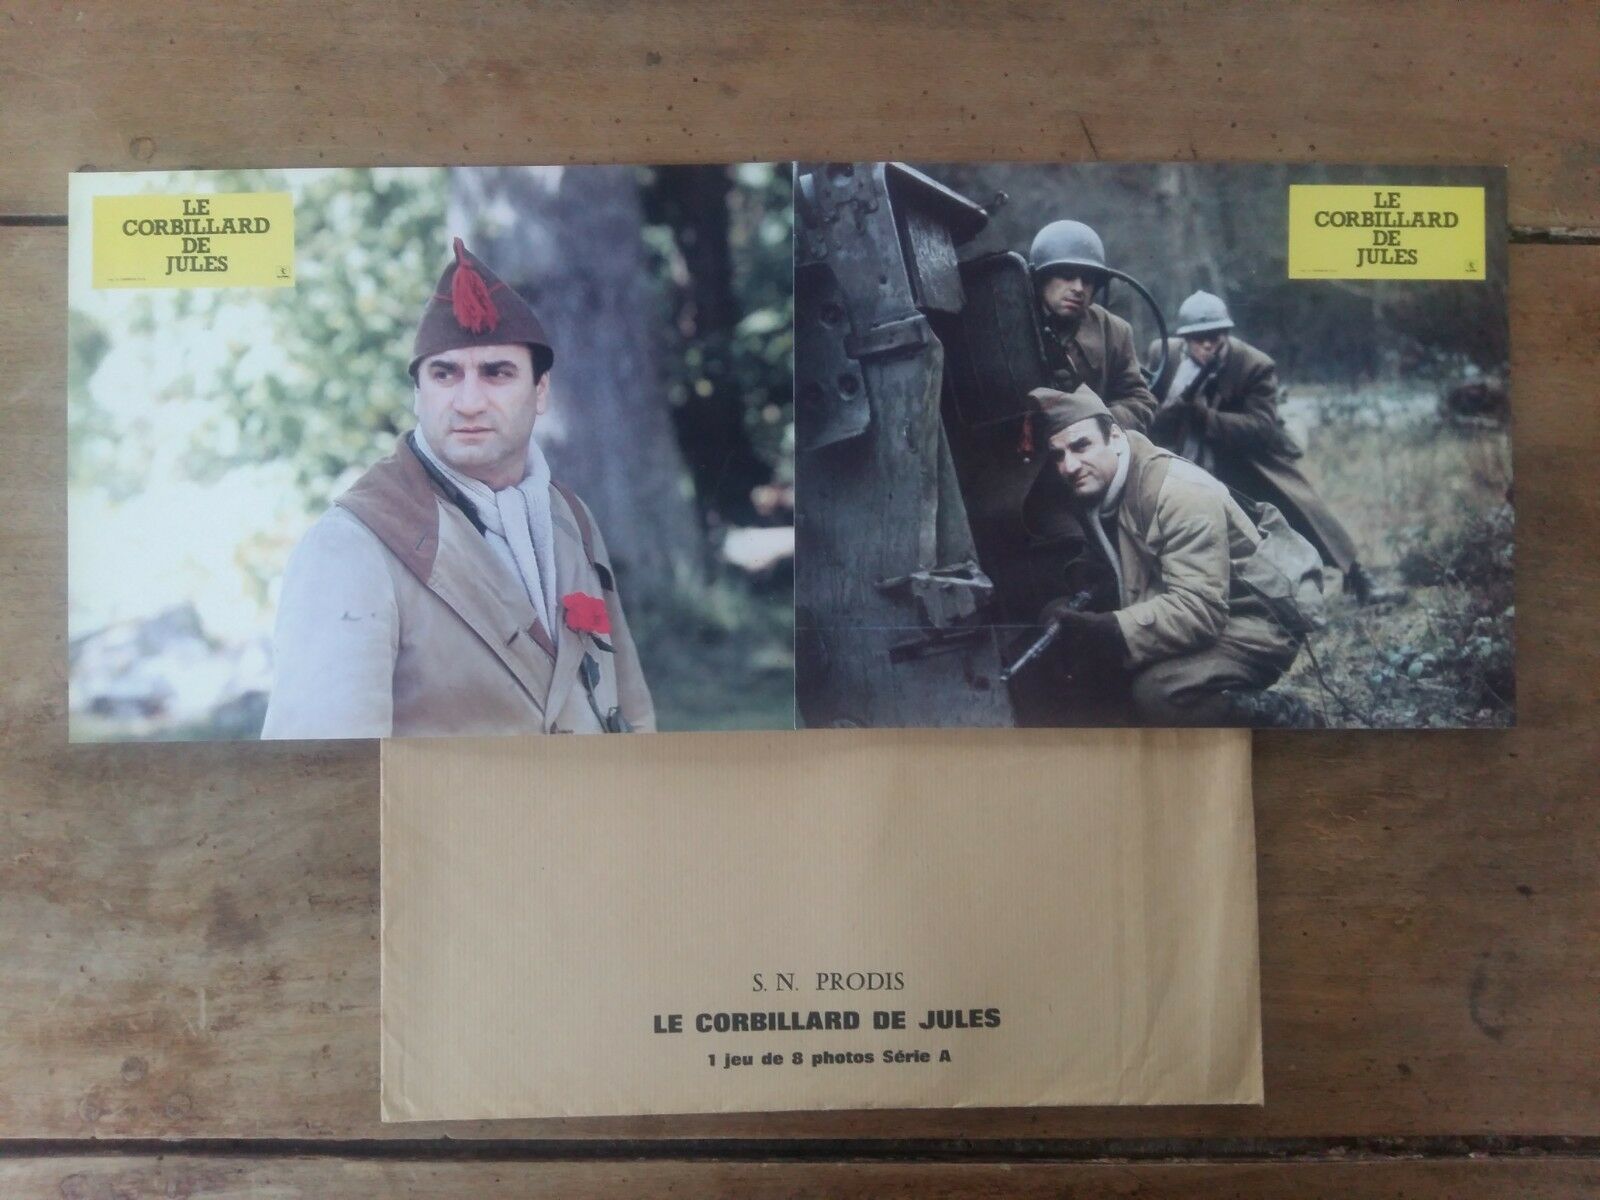 LE
CORBILLARD
DE
JULES
LE
CORBILLARD
DE
JULES
S. N. PRODIS
LE CORBILLARD DE JULES
1 jeu de 8 photos Série A